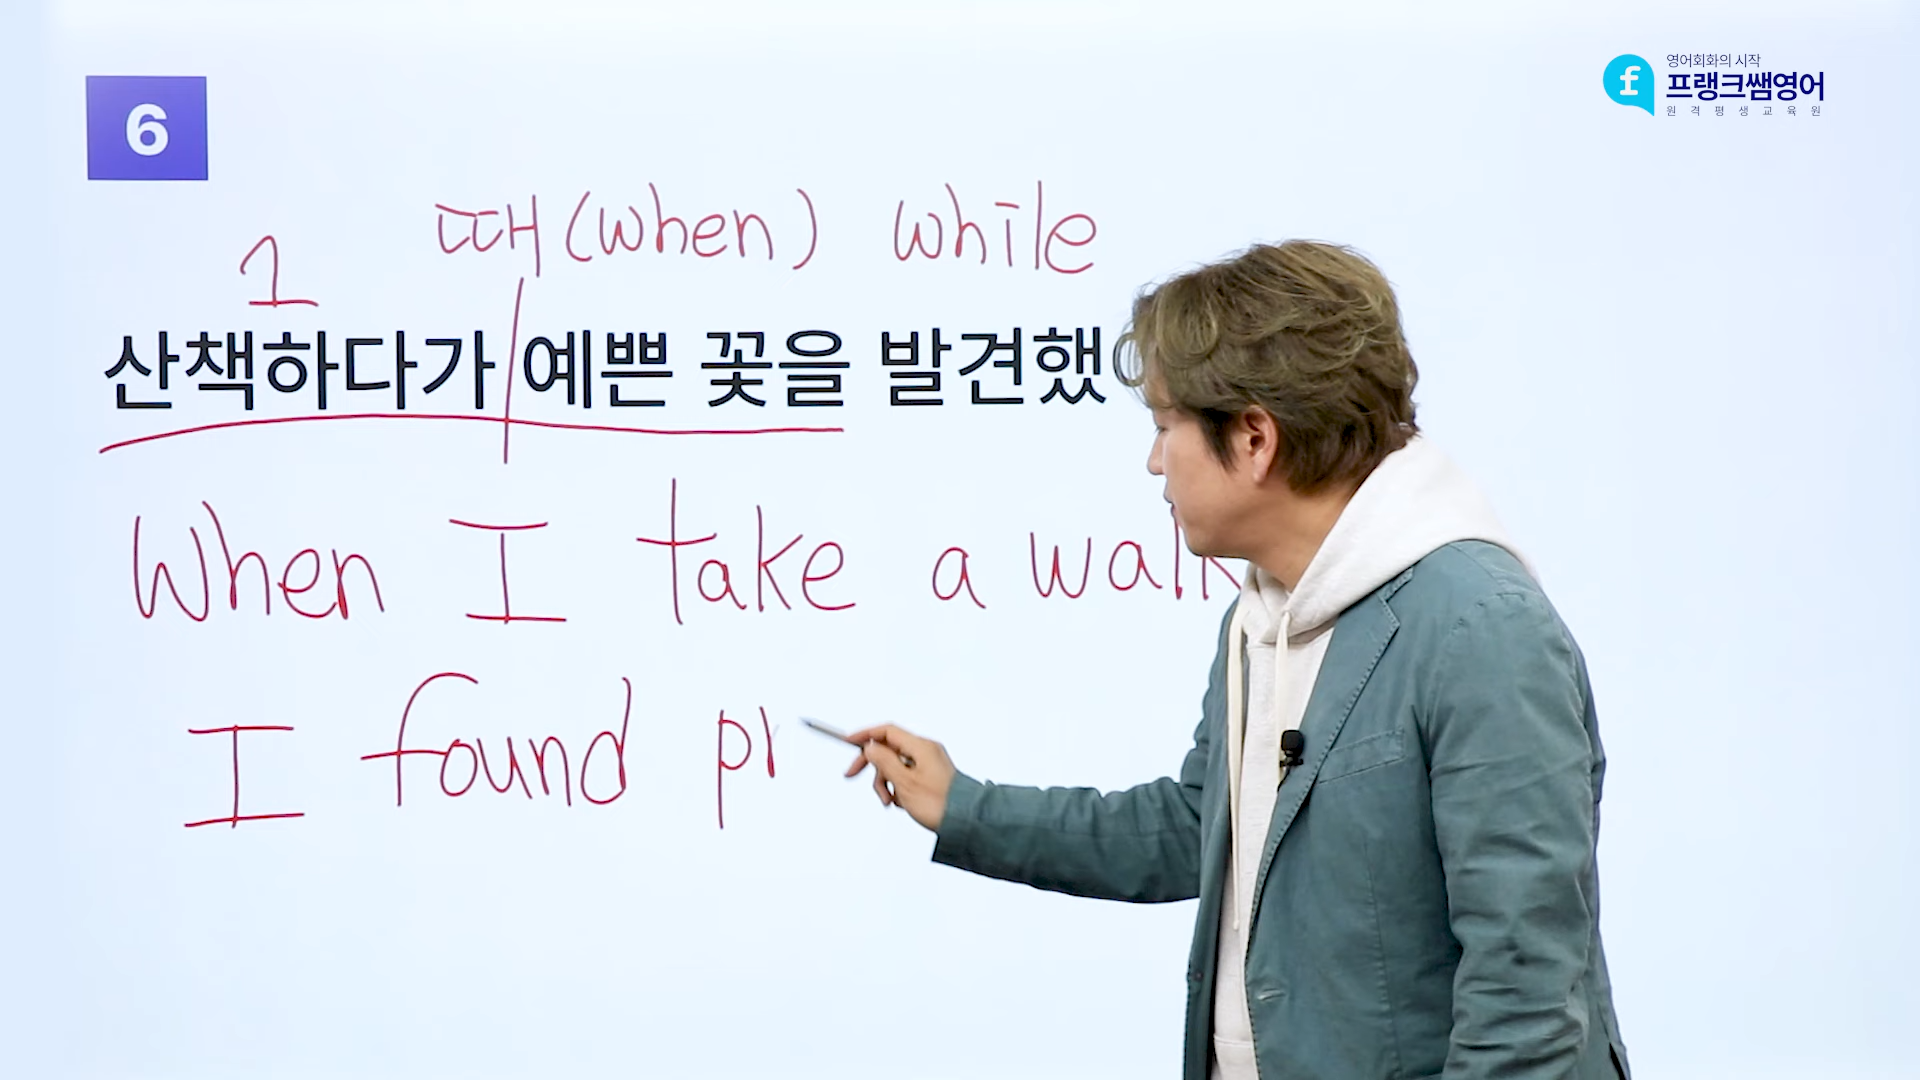 6
영어회화의 시작
프랭크쌤영어
원격평생교육원
때(when) while
1
산책하다가 예쁜 꽃을 발견했
When I take a walk
I found pr